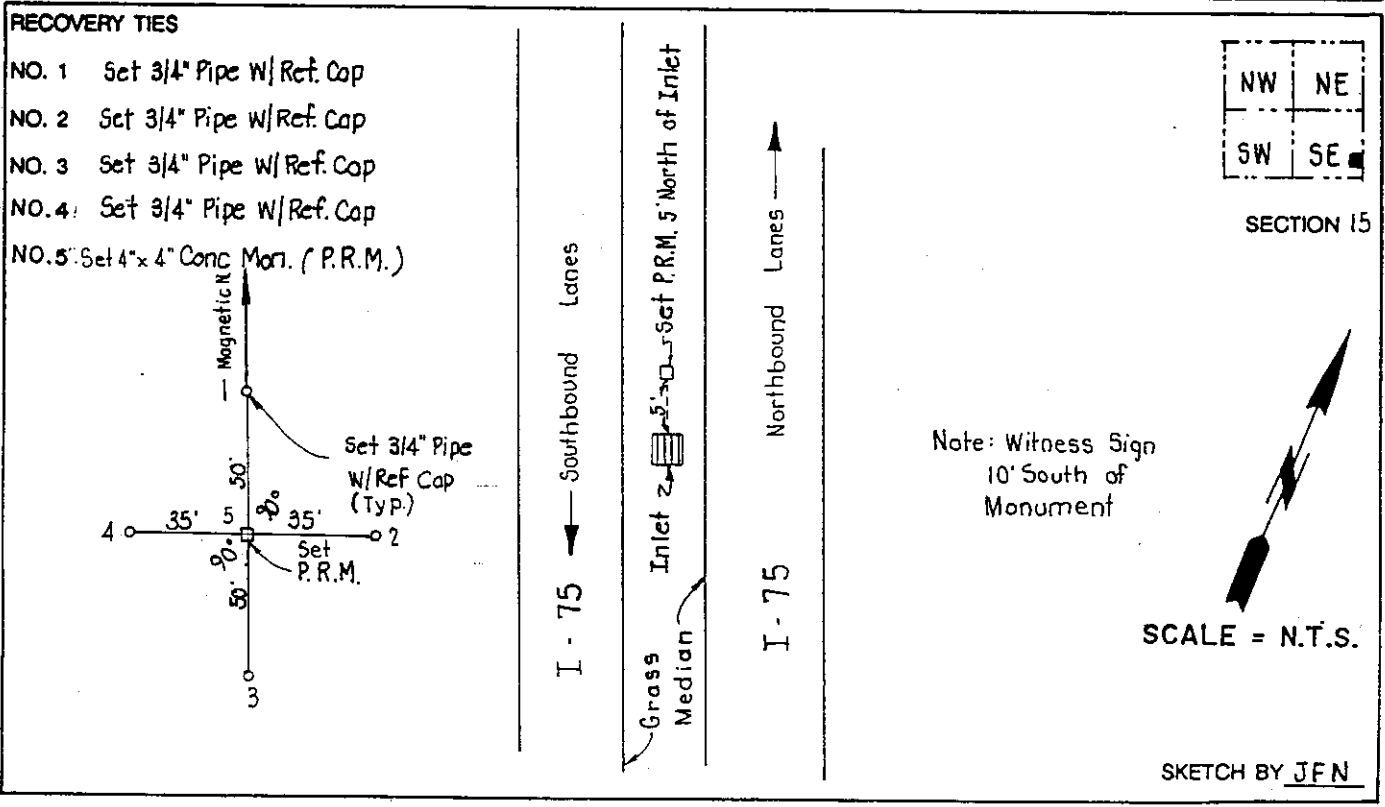 RECOVERY TIES
NO. 1 Set 3/4" Pipe W/Ref. Cap
NO. 2 Set 3/4" Pipe W/Ref. Cap
NO. 3 Set 3/4" Pipe W/Ref. Cap
NO. 4 Set 3/4" Pipe W/Ref. Cap
NO. 5 Set 4"x 4" Conc Mon. (P.R.M.)
Magnetic N.
Set 3/4" Pipe
W/Ref Cap
(Typ.)
50'
90°
4
35'
5
35'
2
Set
P.R.M.
90°
50'
3
I - 75
Southbound Lanes
Grass
Median
Inlet
5'
Set P.R.M. 5' North of Inlet
I - 75
Northbound Lanes
NW NE
SW SE
SECTION 15
Note: Witness Sign
10' South of
Monument
SCALE = N.T.S.
SKETCH BY JFN